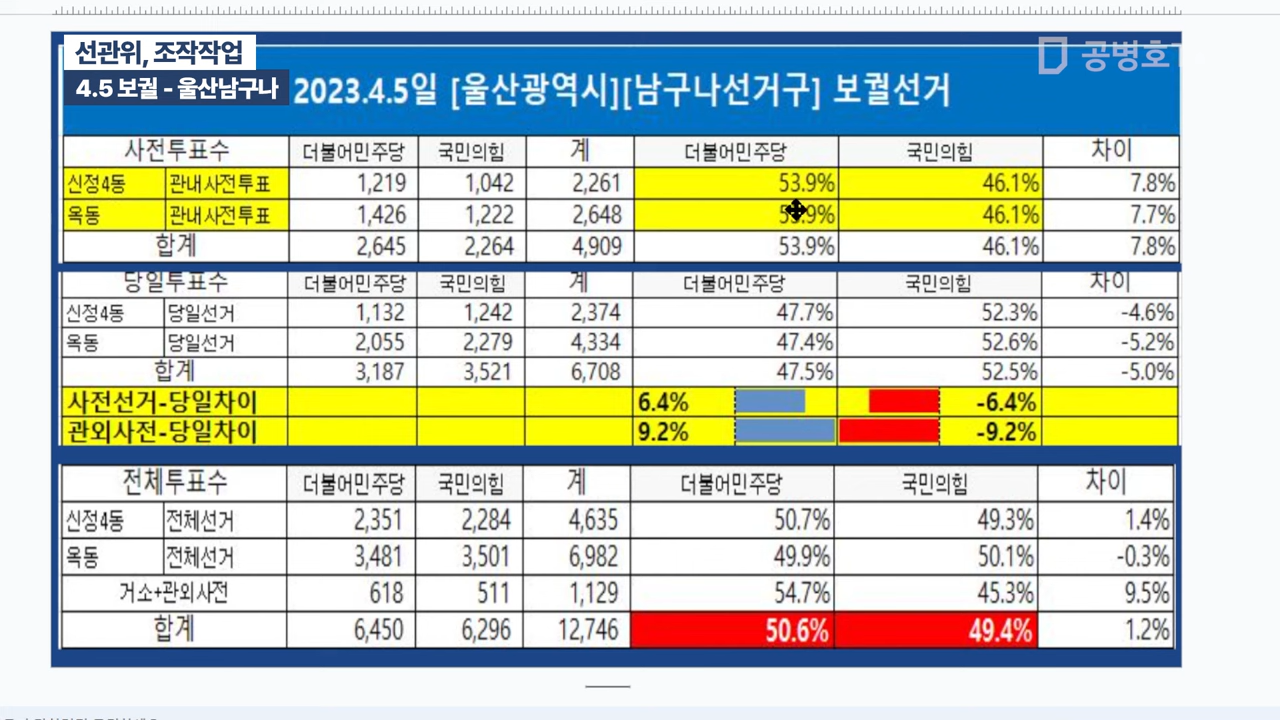 선관위, 조작작업
공병호T
4.5 보궐 - 울산남구나
2023.4.5일 [울산광역시][남구나선거구] 보궐선거
사전투표수 더불어민주당 국민의힘 계 더불어민주당 국민의힘 차이
신정4동 관내사전투표 1,219 1,042 2,261 53.9% 46.1% 7.8%
옥동 관내사전투표 1,426 1,222 2,648 46.1% 7.7%
합계 2,645 2,264 4,909 53.9% 46.1% 7.8%
당일투표수 더불어민주당 국민의힘 계 더불어민주당 국민의힘 차이
신정4동 당일선거 1,132 1,242 2,374 47.7% 52.3% -4.6%
옥동 당일선거 2,055 2,279 4,334 47.4% 52.6% -5.2%
합계 3,187 3,521 6,708 47.5% 52.5% -5.0%
사전선거-당일차이 6.4% -6.4%
관외사전-당일차이 9.2% -9.2%
전체투표수 더불어민주당 국민의힘 계 더불어민주당 국민의힘 차이
신정4동 전체선거 2,351 2,284 4,635 50.7% 49.3% 1.4%
옥동 전체선거 3,481 3,501 6,982 49.9% 50.1% -0.3%
거소+관외사전 618 511 1,129 54.7% 45.3% 9.5%
합계 6,450 6,296 12,746 50.6% 49.4% 1.2%